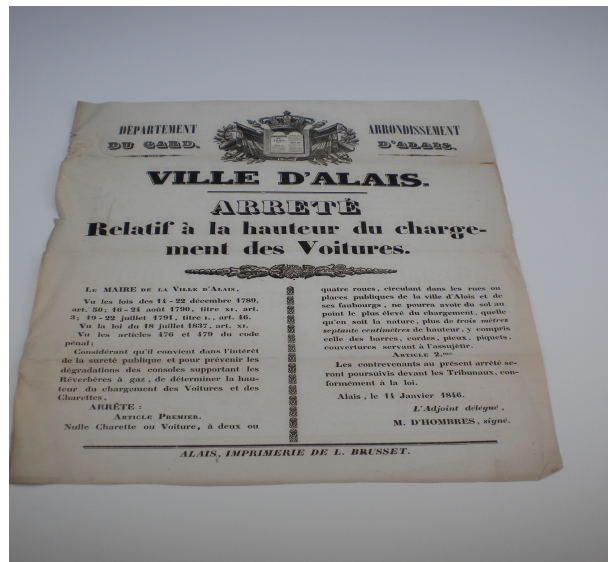 DÉPARTEMENT
DU GARD.
ARRONDISSEMENT
D'ALAIS.
VILLE D'ALAIS.
ARRETÉ
Relatif à la hauteur du charge-
ment des Voitures.
LE MAIRE DE LA VILLE D'ALAIS,
Vu les lois des 14-22 décembre 1789,
art. 50; 16-24 août 1790, titre XI, art.
3; 19-22 juillet 1791, titre I, art. 46.
Vu la loi du 18 juillet 1837, art. XI.
Vu les articles 476 et 479 du code
pénal;
Considérant qu'il convient dans l'intérêt
de la sureté publique et pour prévenir les
dégradations des consoles supportant les
Réverbères à gaz, de déterminer la hau-
teur du chargement des Voitures et des
Charettes,
ARRÊTE :
ARTICLE PREMIER.
Nulle Charette ou Voiture, à deux ou
quatre roues, circulant dans les rues ou
places publiques de la ville d'Alais et de
ses faubourgs, ne pourra avoir du sol au
point le plus élevé du chargement, quelle
qu'en soit la nature, plus de trois mètres
septante centimètres de hauteur, y compris
celle des barres, cordes, pieux, piquets,
couvertures servant à l'assujétir.
ARTICLE 2.me
Les contrevenants au présent arrêté se-
ront poursuivis devant les Tribunaux, con-
formément à la loi.
Alais, le 14 Janvier 1846.
L'Adjoint délégué,
M. D'HOMBRES, signé.
ALAIS, IMPRIMERIE DE L. BRUSSET.